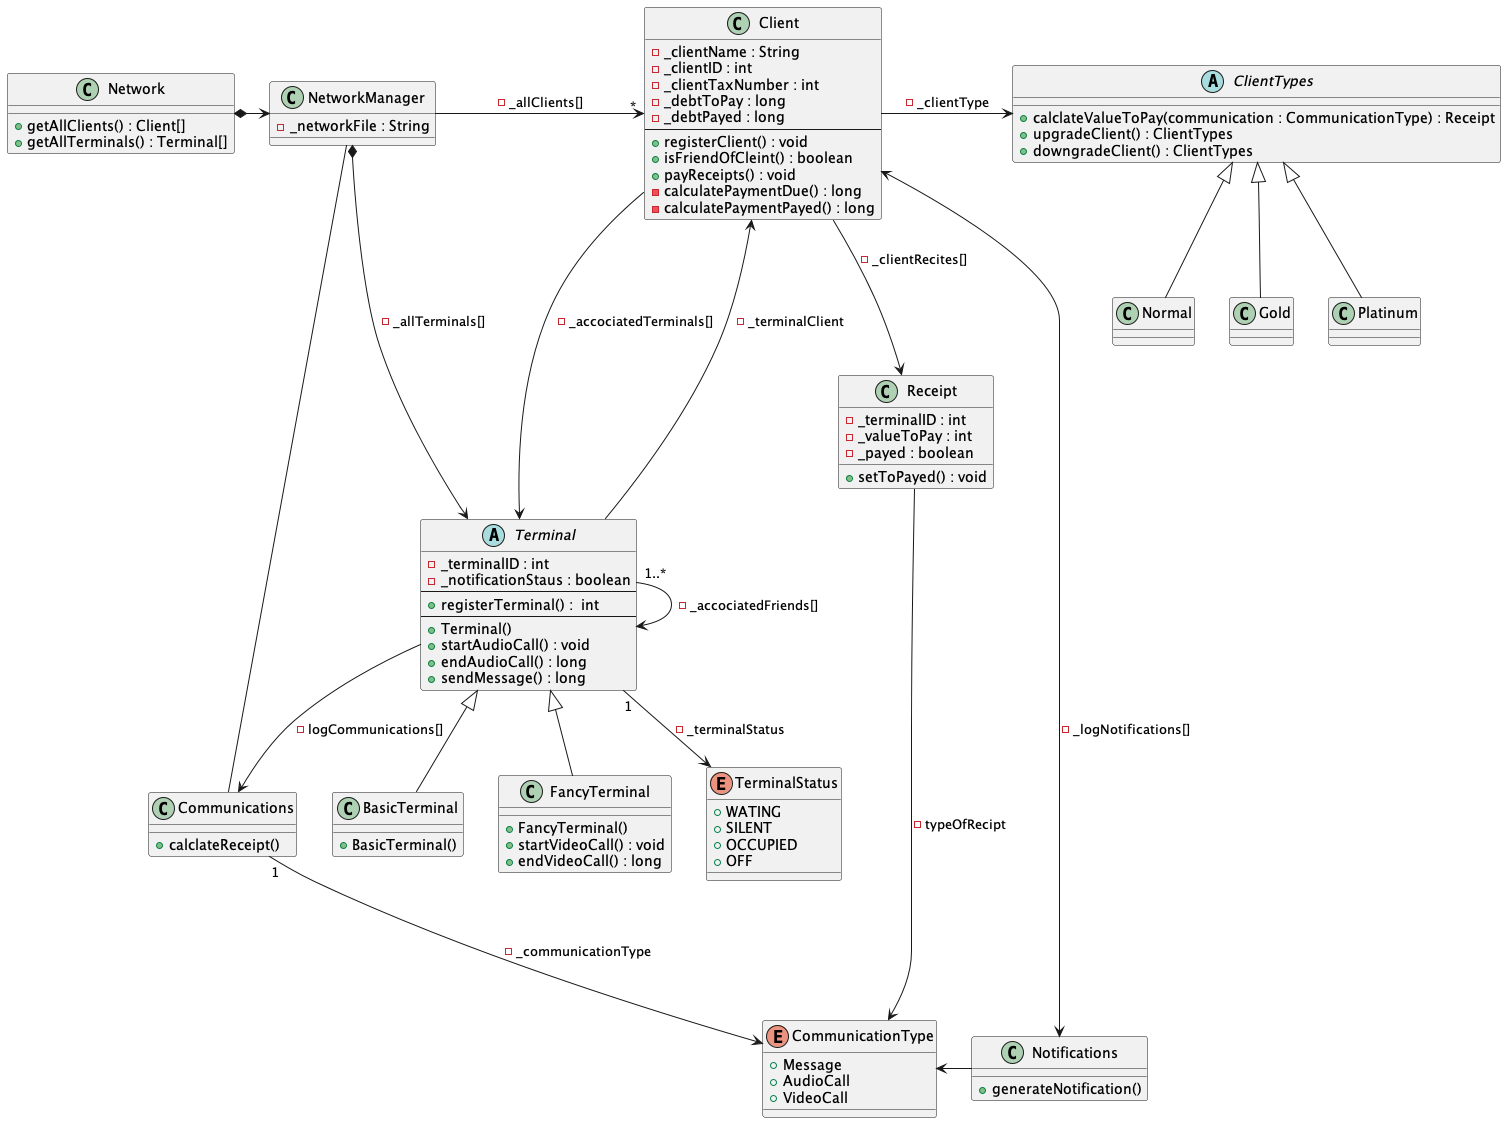 C Client
_clientName : String
_clientID : int
_clientTaxNumber : int
_debtToPay : long
_debtPayed : long
registerClient() : void
isFriendOfCleint() : boolean
payReceipts() : void
calculatePaymentDue() : long
calculatePaymentPayed() : long
C Network
getAllClients() : Client[]
getAllTerminals() : Terminal[]
C NetworkManager
_networkFile : String
_allClients[]
*
_clientType
A ClientTypes
calclateValueToPay(communication : CommunicationType) : Receipt
upgradeClient() : ClientTypes
downgradeClient() : ClientTypes
_clientRecites[]
_allTerminals[]
_accociatedTerminals[]
_terminalClient
C Normal
C Gold
C Platinum
C Receipt
_terminalID : int
_valueToPay : int
_payed : boolean
setToPayed() : void
A Terminal
_terminalID : int
_notificationStaus : boolean
registerTerminal() :  int
Terminal()
startAudioCall() : void
endAudioCall() : long
sendMessage() : long
1..*
_accociatedFriends[]
logCommunications[]
1
_terminalStatus
_logNotifications[]
C Communications
calclateReceipt()
C BasicTerminal
BasicTerminal()
C FancyTerminal
FancyTerminal()
startVideoCall() : void
endVideoCall() : long
E TerminalStatus
WATING
SILENT
OCCUPIED
OFF
typeOfRecipt
1
_communicationType
E CommunicationType
Message
AudioCall
VideoCall
C Notifications
generateNotification()